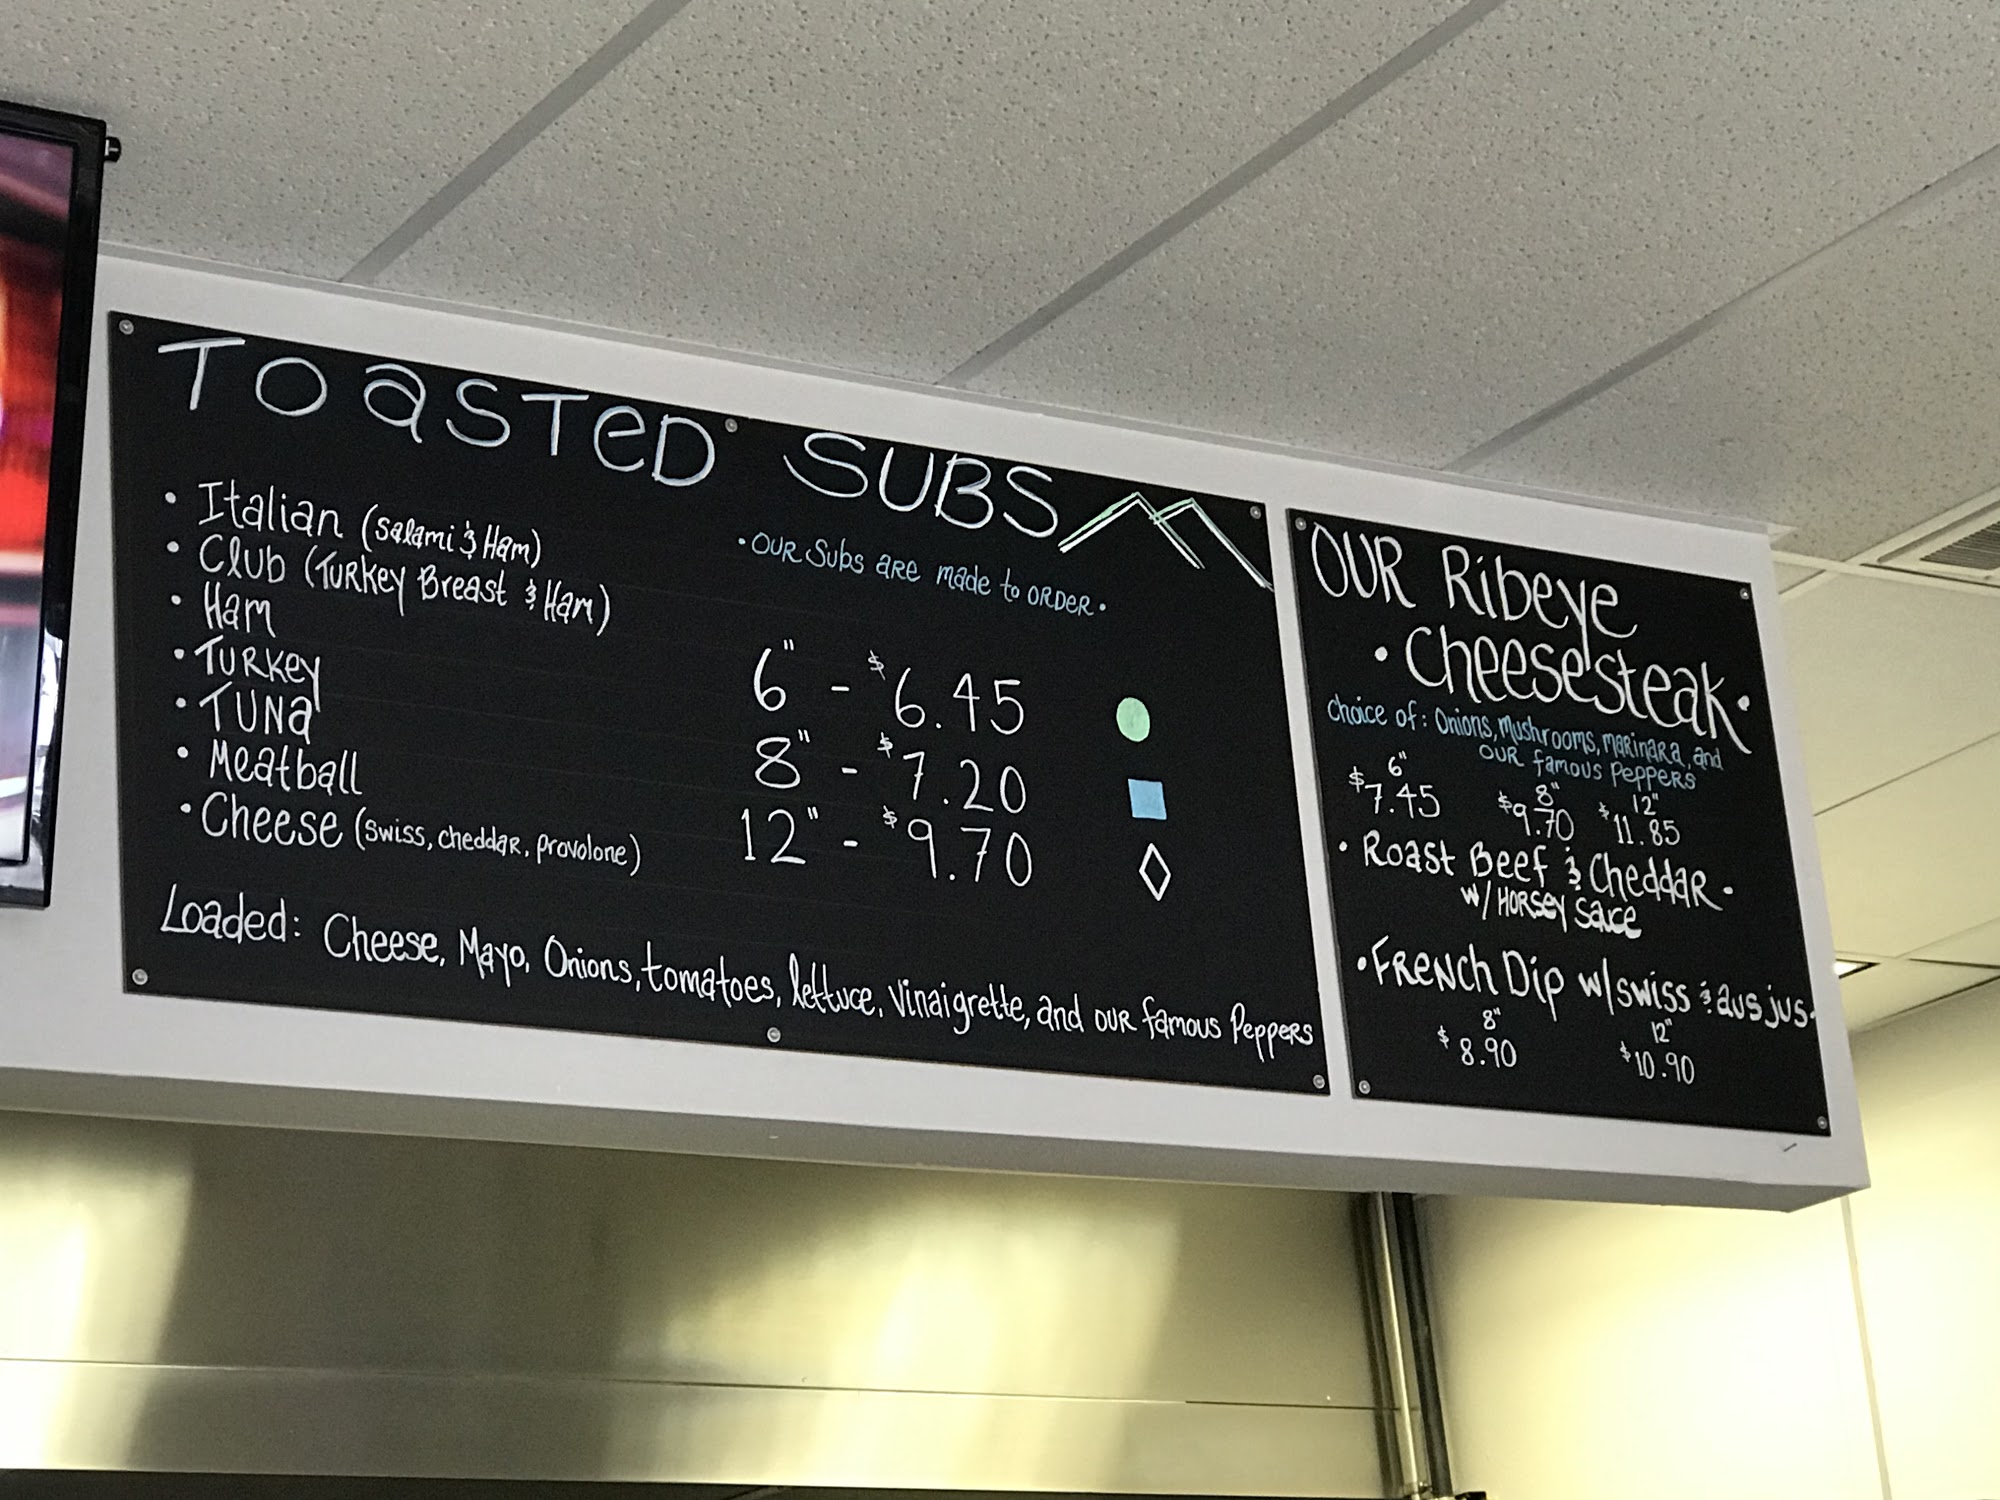 Toasted Subs
• Italian (Salami & Ham)
• Club (Turkey Breast & Ham)
• Ham
• Turkey
• Tuna
• Meatball
• Cheese (swiss, cheddar, provolone)
• Our Subs are made to order •
6" - $6.45
8" - $7.20
12" - $9.70
Loaded: Cheese, Mayo, Onions, tomatoes, lettuce, Vinaigrette, and our famous Peppers
Our Ribeye
• Cheesesteak •
Choice of: Onions, Mushrooms, Marinara, and
our famous Peppers
6" 8" 12"
$7.45 $9.70 $11.85
• Roast Beef & Cheddar •
w/ Horsey Sauce
• French Dip w/ swiss & aus jus •
8" 12"
$8.90 $10.90